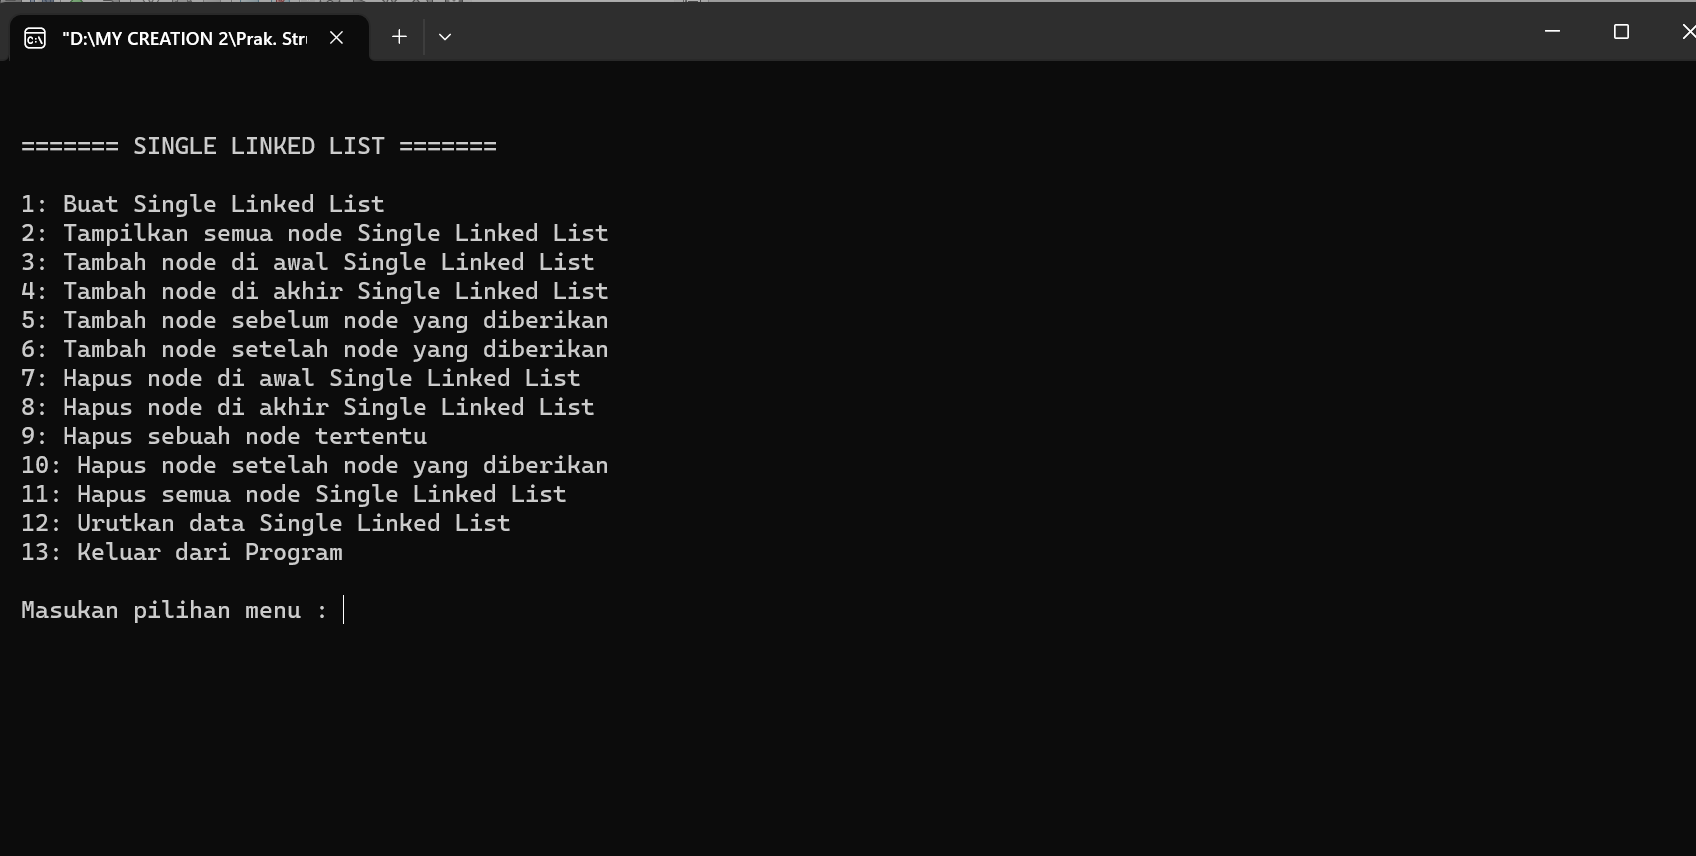 "D:\MY CREATION 2\Prak. Str
======= SINGLE LINKED LIST =======
1: Buat Single Linked List
2: Tampilkan semua node Single Linked List
3: Tambah node di awal Single Linked List
4: Tambah node di akhir Single Linked List
5: Tambah node sebelum node yang diberikan
6: Tambah node setelah node yang diberikan
7: Hapus node di awal Single Linked List
8: Hapus node di akhir Single Linked List
9: Hapus sebuah node tertentu
10: Hapus node setelah node yang diberikan
11: Hapus semua node Single Linked List
12: Urutkan data Single Linked List
13: Keluar dari Program
Masukan pilihan menu :